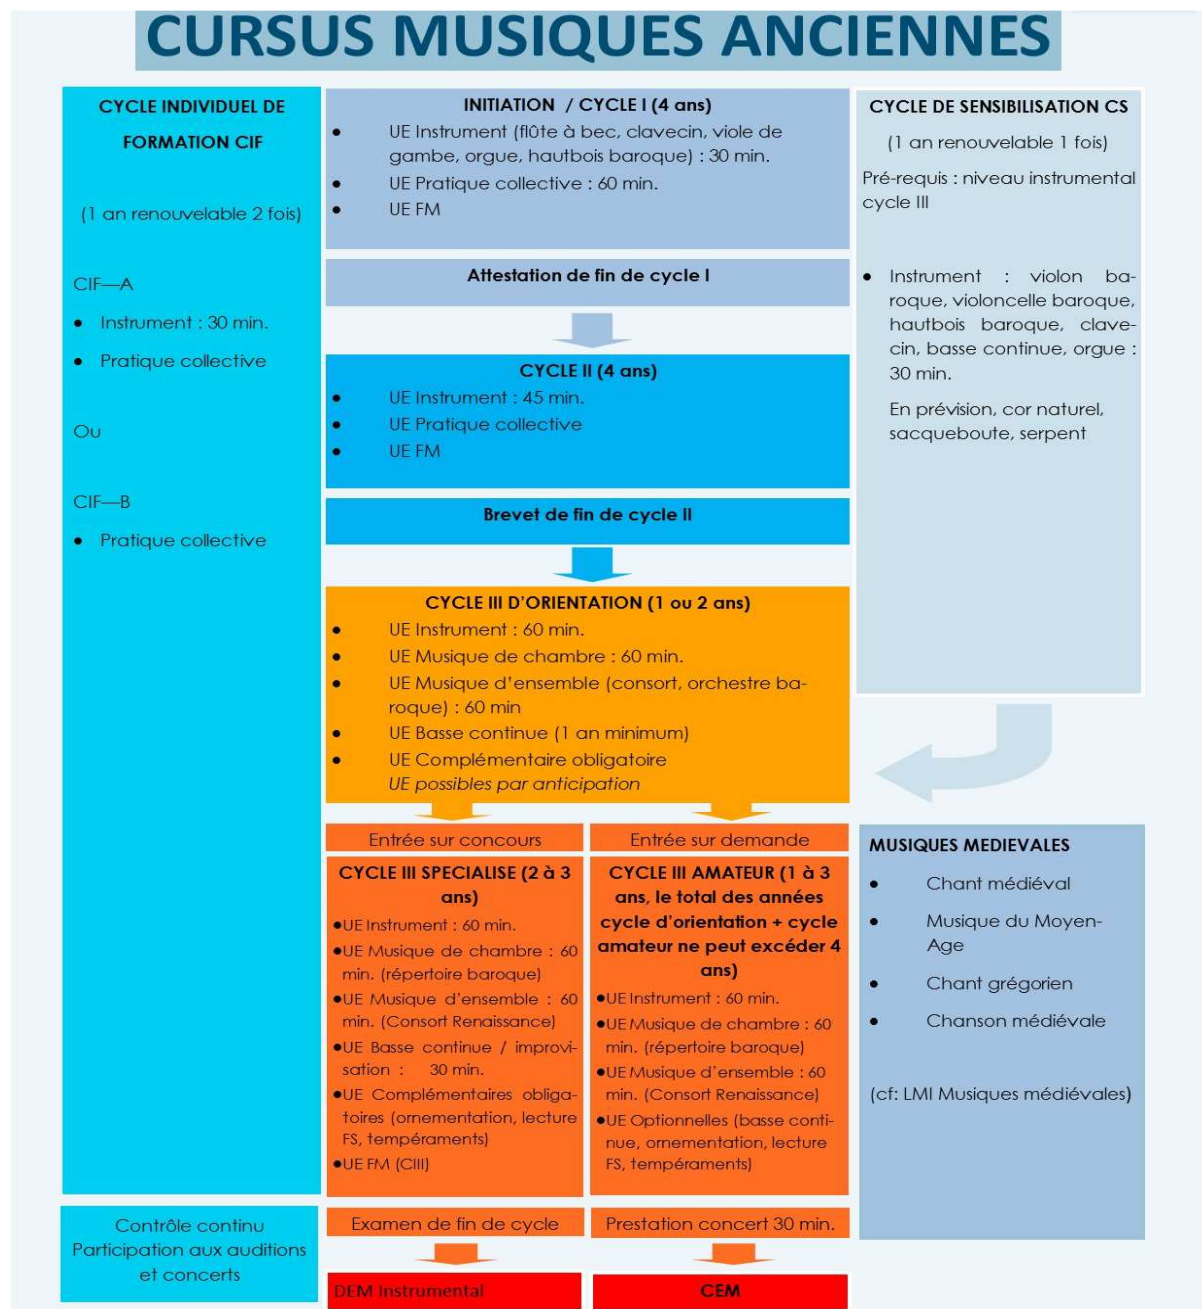 CURSUS MUSIQUES ANCIENNES
CYCLE INDIVIDUEL DE
FORMATION CIF
(1 an renouvelable 2 fois)
CIF—A
• Instrument : 30 min.
• Pratique collective
Ou
CIF—B
• Pratique collective
Contrôle continu
Participation aux auditions
et concerts
INITIATION / CYCLE I (4 ans)
• UE Instrument (flûte à bec, clavecin, viole de
gambe, orgue, hautbois baroque) : 30 min.
• UE Pratique collective : 60 min.
• UE FM
Attestation de fin de cycle I
CYCLE II (4 ans)
• UE Instrument : 45 min.
• UE Pratique collective
• UE FM
Brevet de fin de cycle II
CYCLE III D’ORIENTATION (1 ou 2 ans)
• UE Instrument : 60 min.
• UE Musique de chambre : 60 min.
• UE Musique d’ensemble (consort, orchestre ba-
roque) : 60 min
• UE Basse continue (1 an minimum)
• UE Complémentaire obligatoire
UE possibles par anticipation
Entrée sur concours
CYCLE III SPECIALISE (2 à 3
ans)
•UE Instrument : 60 min.
•UE Musique de chambre : 60
min. (répertoire baroque)
•UE Musique d’ensemble : 60
min. (Consort Renaissance)
•UE Basse continue / improvi-
sation : 30 min.
•UE Complémentaires obliga-
toires (ornementation, lecture
FS, tempéraments)
•UE FM (CIII)
Examen de fin de cycle
DEM Instrumental
Entrée sur demande
CYCLE III AMATEUR (1 à 3
ans, le total des années
cycle d’orientation + cycle
amateur ne peut excéder 4
ans)
•UE Instrument : 60 min.
•UE Musique de chambre : 60
min. (répertoire baroque)
•UE Musique d’ensemble : 60
min. (Consort Renaissance)
•UE Optionnelles (basse conti-
nue, ornementation, lecture
FS, tempéraments)
Prestation concert 30 min.
CEM
CYCLE DE SENSIBILISATION CS
(1 an renouvelable 1 fois)
Pré-requis : niveau instrumental
cycle III
• Instrument : violon ba-
roque, violoncelle baroque,
hautbois baroque, clave-
cin, basse continue, orgue :
30 min.
En prévision, cor naturel,
sacqueboute, serpent
MUSIQUES MEDIEVALES
• Chant médiéval
• Musique du Moyen-
Age
• Chant grégorien
• Chanson médiévale
(cf: LMI Musiques médiévales)